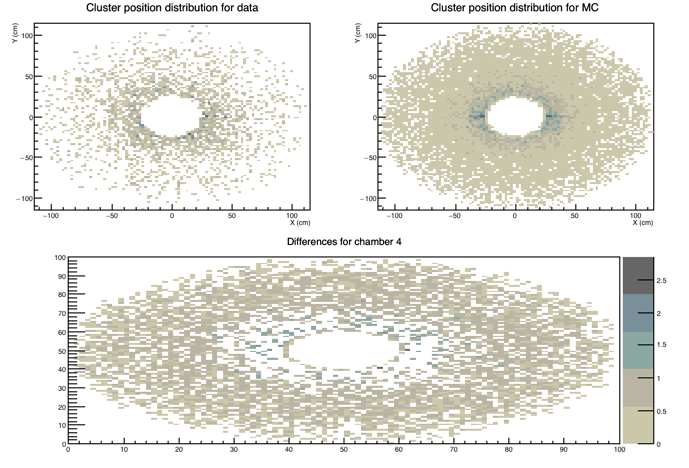 Cluster position distribution for data
Y (cm)
100
50
0
−50
−100
−100 −50 0 50 100
X (cm)
Cluster position distribution for MC
Y (cm)
100
50
0
−50
−100
−100 −50 0 50 100
X (cm)
Differences for chamber 4
100
90
80
70
60
50
40
30
20
10
0
0 10 20 30 40 50 60 70 80 90 100
2.5
2
1.5
1
0.5
0